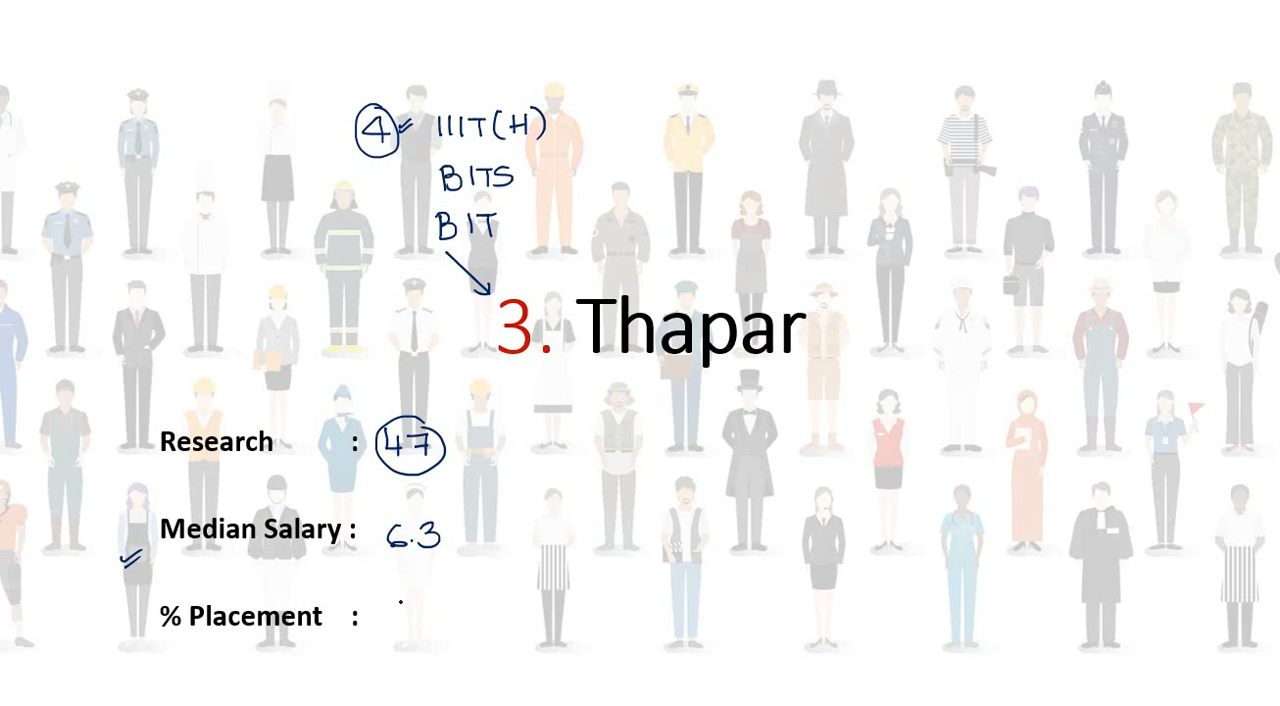 4 IIIT(H)
BITS
BIT
3. Thapar
Research : 47
Median Salary : 6.3
% Placement :